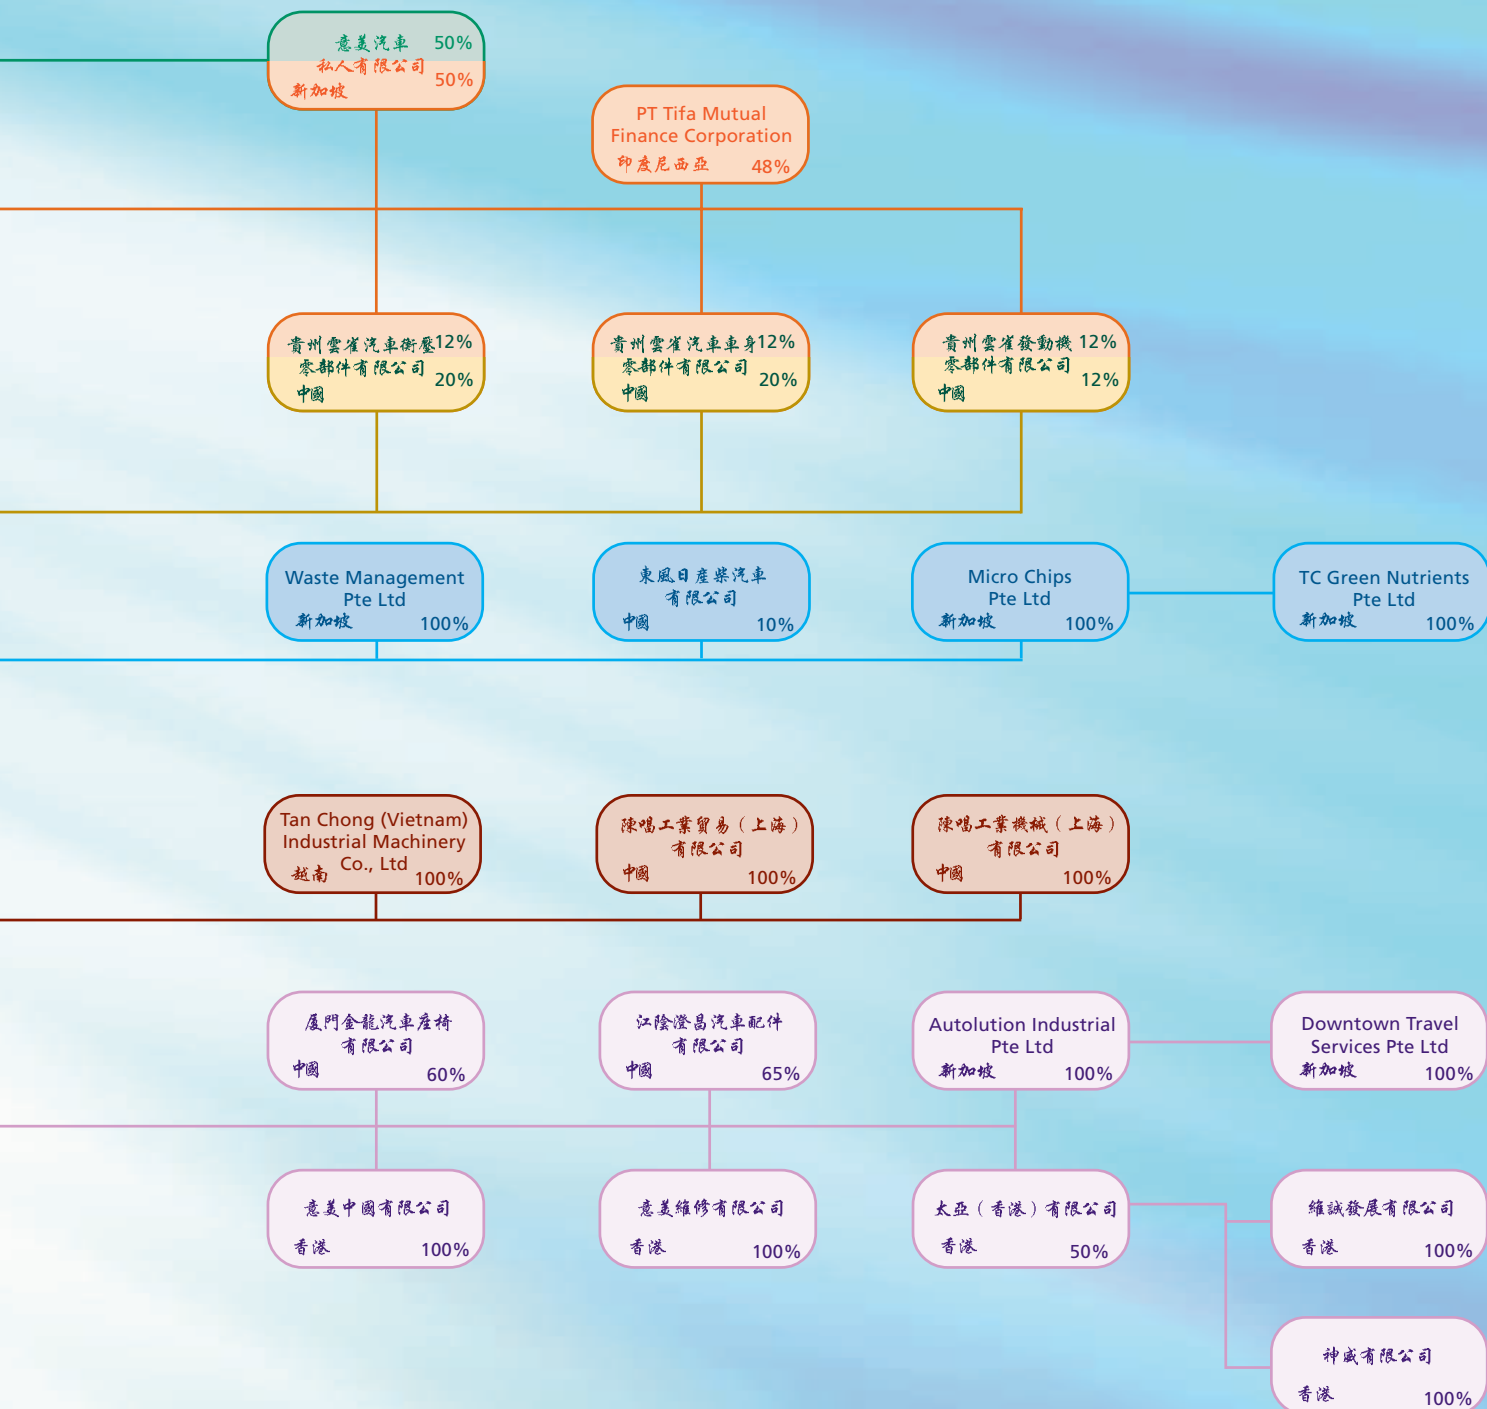 意美汽車 50%
私人有限公司 50%
新加坡
PT Tifa Mutual
Finance Corporation
印度尼西亞 48%
貴州雲雀汽車衝壓12%
零部件有限公司 20%
中國
貴州雲雀汽車車身12%
零部件有限公司 20%
中國
貴州雲雀發動機 12%
零部件有限公司 12%
中國
Waste Management
Pte Ltd
新加坡 100%
東風日產柴汽車
有限公司
中國 10%
Micro Chips
Pte Ltd
新加坡 100%
TC Green Nutrients
Pte Ltd
新加坡 100%
Tan Chong (Vietnam)
Industrial Machinery
Co., Ltd
越南 100%
陳唱工業貿易（上海）
有限公司
中國 100%
陳唱工業機械（上海）
有限公司
中國 100%
厦門金龍汽車座椅
有限公司
中國 60%
江陰澄昌汽車配件
有限公司
中國 65%
Autolution Industrial
Pte Ltd
新加坡 100%
Downtown Travel
Services Pte Ltd
新加坡 100%
意美中國有限公司
香港 100%
意美維修有限公司
香港 100%
太亞（香港）有限公司
香港 50%
維誠發展有限公司
香港 100%
神威有限公司
香港 100%